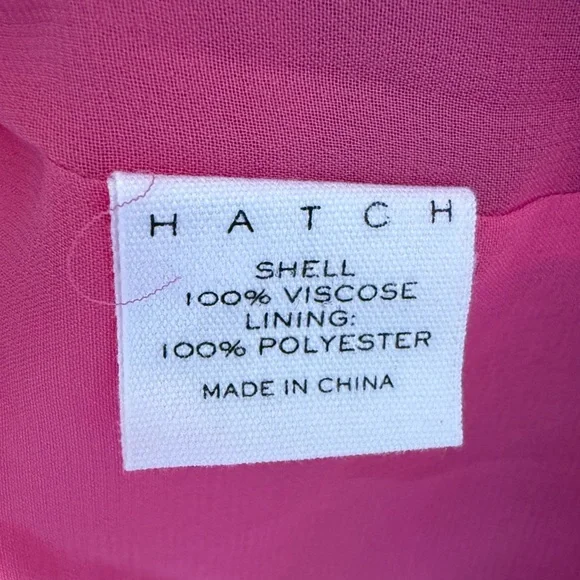 HATCH
SHELL
100% VISCOSE
LINING:
100% POLYESTER
MADE IN CHINA